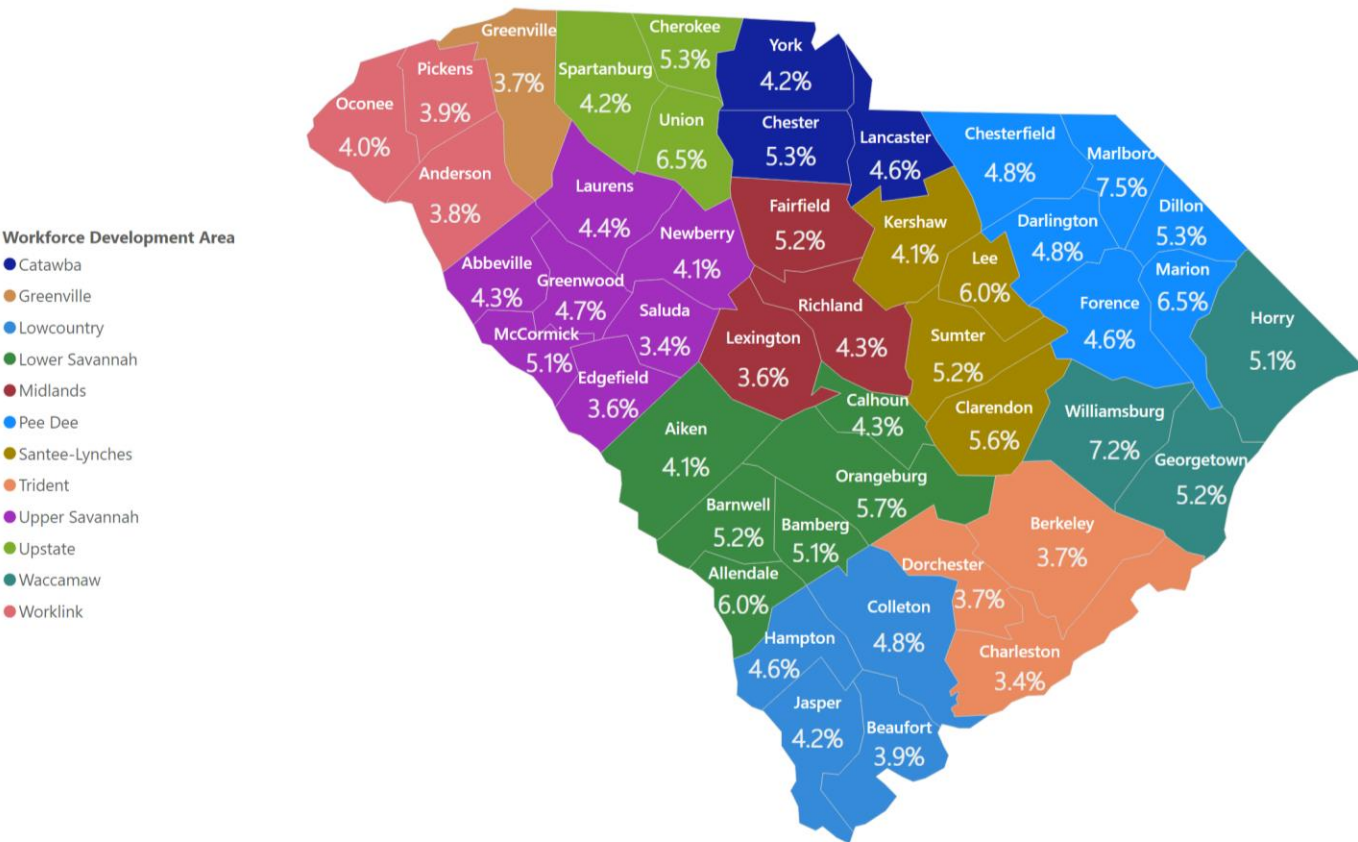 Workforce Development Area
Catawba
Greenville
Lowcountry
Lower Savannah
Midlands
Pee Dee
Santee-Lynches
Trident
Upper Savannah
Upstate
Waccamaw
Worklink
Greenville
3.7%
Cherokee
5.3%
York
4.2%
Pickens
3.9%
Spartanburg
4.2%
Oconee
4.0%
Union
6.5%
Chester
5.3%
Lancaster
4.6%
Chesterfield
4.8%
Marlboro
7.5%
Anderson
3.8%
Laurens
4.4%
Fairfield
5.2%
Kershaw
4.1%
Darlington
4.8%
Dillon
5.3%
Newberry
4.1%
Abbeville
4.3%
Greenwood
4.7%
Lee
6.0%
Marion
6.5%
Saluda
3.4%
Richland
4.3%
Forence
4.6%
Horry
5.1%
McCormick
5.1%
Lexington
3.6%
Sumter
5.2%
Edgefield
3.6%
Calhoun
4.3%
Clarendon
5.6%
Williamsburg
7.2%
Aiken
4.1%
Georgetown
5.2%
Orangeburg
5.7%
Barnwell
5.2%
Bamberg
5.1%
Berkeley
3.7%
Allendale
6.0%
Dorchester
3.7%
Colleton
4.8%
Hampton
4.6%
Charleston
3.4%
Jasper
4.2%
Beaufort
3.9%